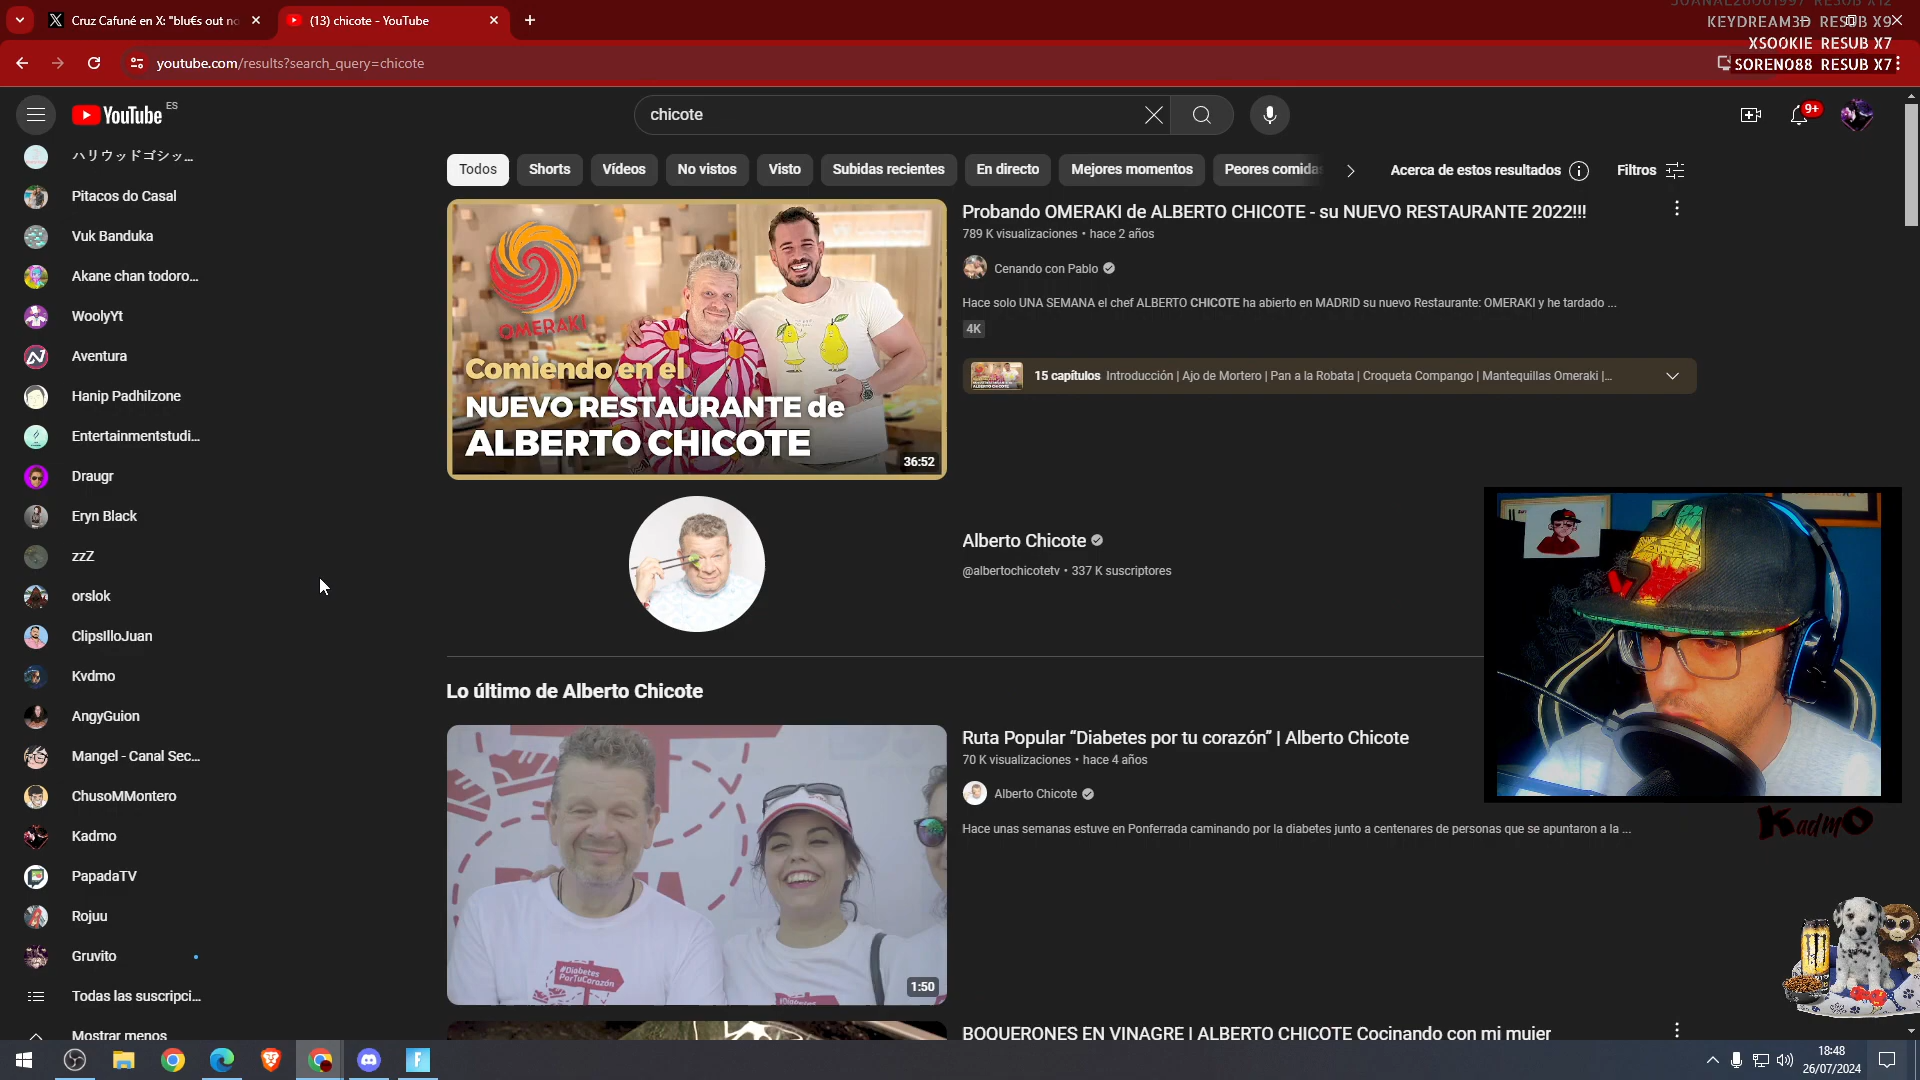 Cruz Cafuné en X: "blu€s out no
(13) chicote - YouTube
KEYDREAM3D RESUB X9
XSOOKIE RESUB X7
youtube.com/results?search_query=chicote
SORENO88 RESUB X7
YouTube
ES
chicote
9+
Todos
Shorts
Vídeos
No vistos
Visto
Subidas recientes
En directo
Mejores momentos
Peores comidas
Acerca de estos resultados
Filtros
ハリウッドゴシッ...
Pitacos do Casal
Vuk Banduka
Akane chan todoro...
WoolyYt
Aventura
Hanip Padhilzone
Entertainmentstudi...
Draugr
Eryn Black
zzZ
orslok
ClipsIlloJuan
Kvdmo
AngyGuion
Mangel - Canal Sec...
ChusoMMontero
Kadmo
PapadaTV
Rojuu
Gruvito
Todas las suscripci...
Mostrar menos
OMERAKI
Comiendo en el
NUEVO RESTAURANTE de
ALBERTO CHICOTE
36:52
Probando OMERAKI de ALBERTO CHICOTE - su NUEVO RESTAURANTE 2022!!!
789 K visualizaciones • hace 2 años
Cenando con Pablo
Hace solo UNA SEMANA el chef ALBERTO CHICOTE ha abierto en MADRID su nuevo Restaurante: OMERAKI y he tardado ...
4K
15 capítulos Introducción | Ajo de Mortero | Pan a la Robata | Croqueta Compango | Mantequillas Omeraki |...
Alberto Chicote
@albertochicotetv • 337 K suscriptores
Lo último de Alberto Chicote
#Diabetes
PorTuCorazón
1:50
Ruta Popular “Diabetes por tu corazón” | Alberto Chicote
70 K visualizaciones • hace 4 años
Alberto Chicote
Hace unas semanas estuve en Ponferrada caminando por la diabetes junto a centenares de personas que se apuntaron a la ...
BOQUERONES EN VINAGRE | ALBERTO CHICOTE Cocinando con mi mujer
KadmO
18:48
26/07/2024